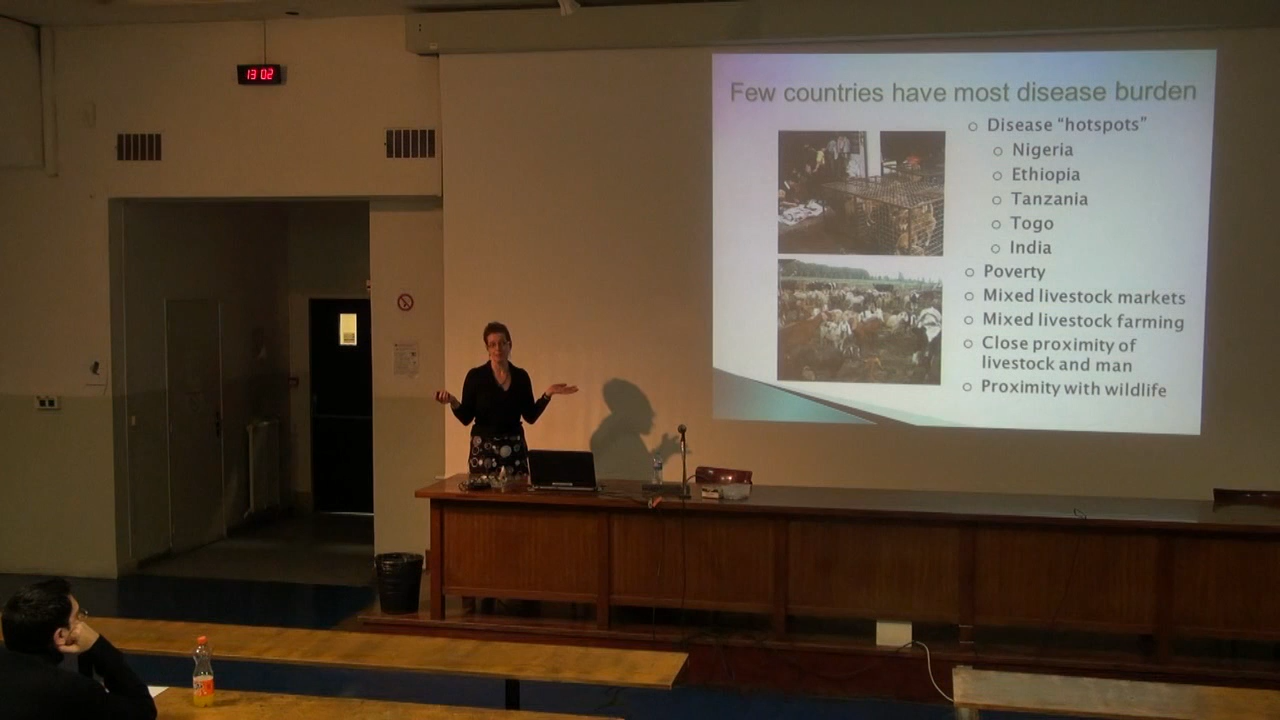 13 02
Few countries have most disease burden
Disease “hotspots”
Nigeria
Ethiopia
Tanzania
Togo
India
Poverty
Mixed livestock markets
Mixed livestock farming
Close proximity of
livestock and man
Proximity with wildlife